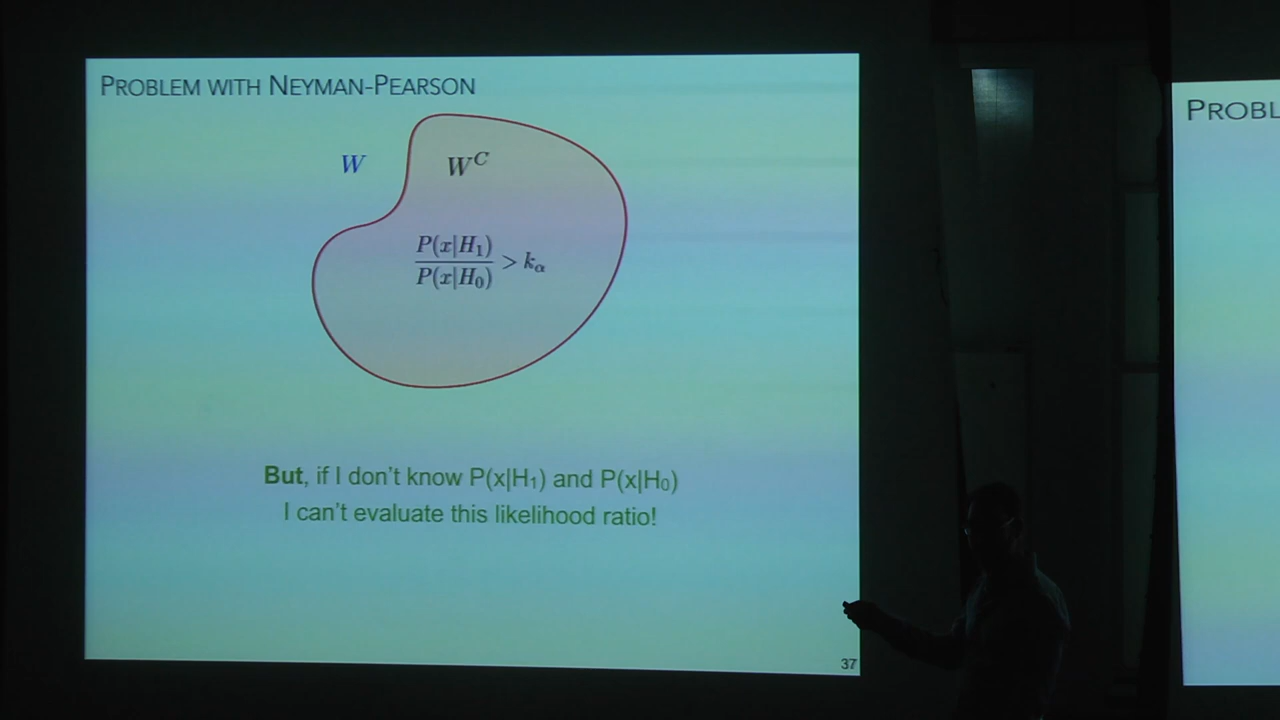 PROBLEM WITH NEYMAN-PEARSON
W
W^C
P(x|H₁)
P(x|H₀)
> kα
But, if I don't know P(x|H₁) and P(x|H₀)
I can't evaluate this likelihood ratio!
37
PROBL